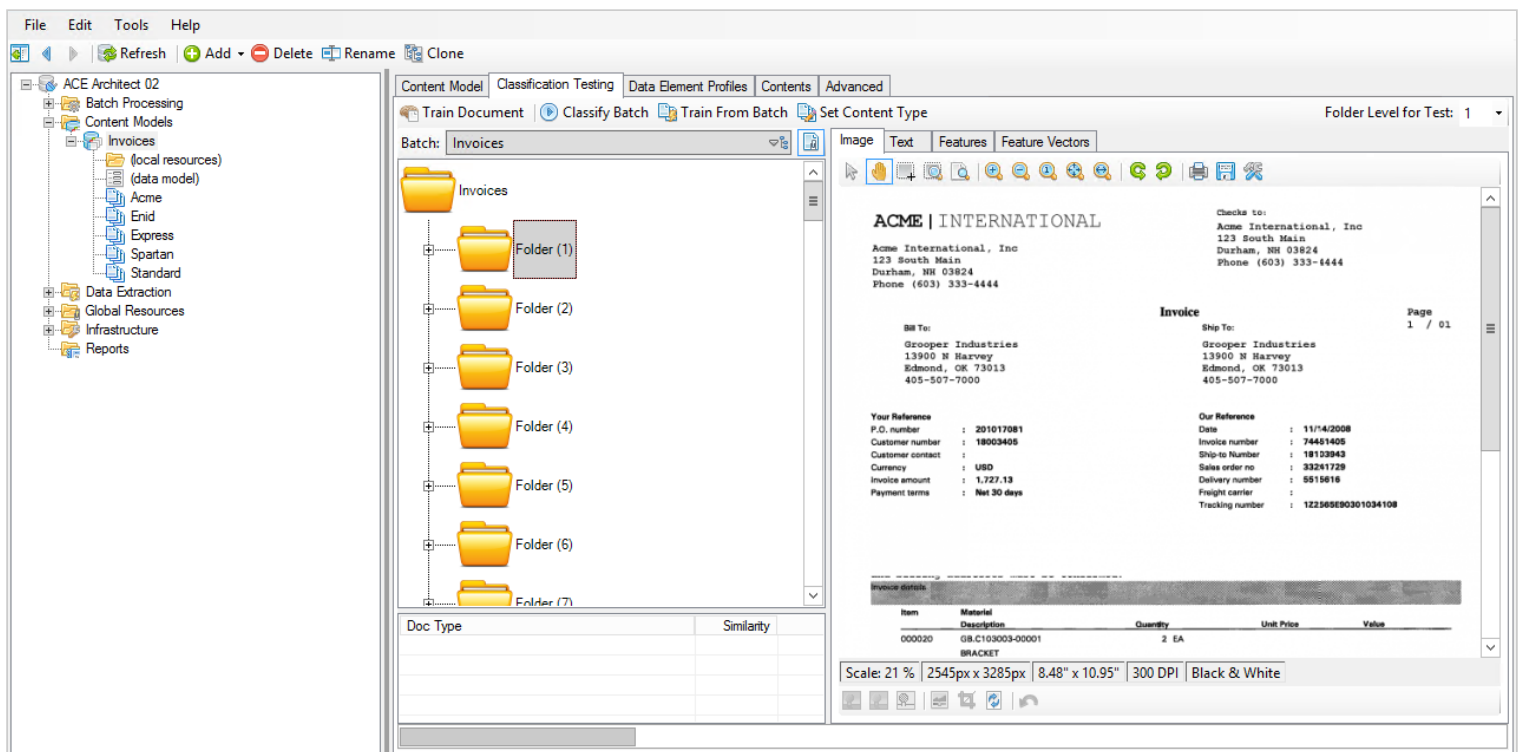 File Edit Tools Help
Refresh Add Delete Rename Clone
ACE Architect 02
Batch Processing
Content Models
Invoices
(local resources)
(data model)
Acme
Enid
Express
Spartan
Standard
Data Extraction
Global Resources
Infrastructure
Reports
Content Model Classification Testing Data Element Profiles Contents Advanced
Train Document Classify Batch Train From Batch Set Content Type Folder Level for Test: 1
Batch: Invoices
Invoices
Folder (1)
Folder (2)
Folder (3)
Folder (4)
Folder (5)
Folder (6)
Folder (7)
Doc Type Similarity
Image Text Features Feature Vectors
ACME | INTERNATIONAL
Acme International, Inc
123 South Main
Durham, NH 03824
Phone (603) 333-4444
Checks to:
Acme International, Inc
123 South Main
Durham, NH 03824
Phone (603) 333-4444
Invoice
Page
1 / 01
Bill To:
Grooper Industries
13900 N Harvey
Edmond, OK 73013
405-507-7000
Ship To:
Grooper Industries
13900 N Harvey
Edmond, OK 73013
405-507-7000
Your Reference
P.O. number : 201017081
Customer number : 18003405
Customer contact :
Currency : USD
Invoice amount : 1,727.13
Payment terms : Net 30 days
Our Reference
Date : 11/14/2008
Invoice number : 74451405
Ship-to Number : 18103943
Sales order no : 33241729
Delivery number : 5515616
Freight carrier :
Tracking number : 1Z2565E90301034108
Invoice details
Item Material
Description Quantity Unit Price Value
000020 GB.C103003-00001 2 EA
BRACKET
Scale: 21 % 2545px x 3285px 8.48" x 10.95" 300 DPI Black & White